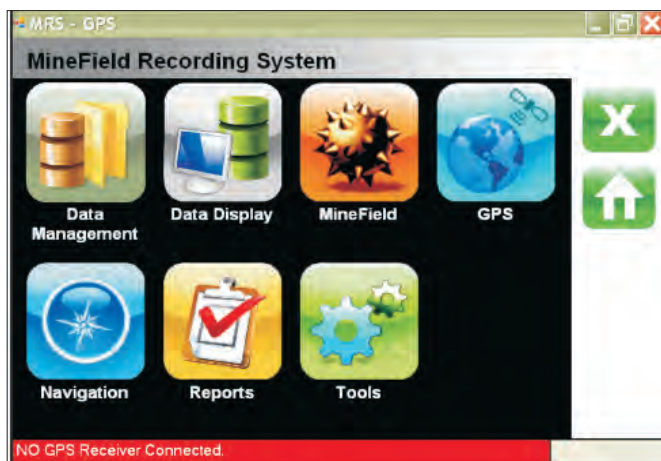 MRS - GPS
MineField Recording System
Data Management
Data Display
MineField
GPS
Navigation
Reports
Tools
NO GPS Receiver Connected.